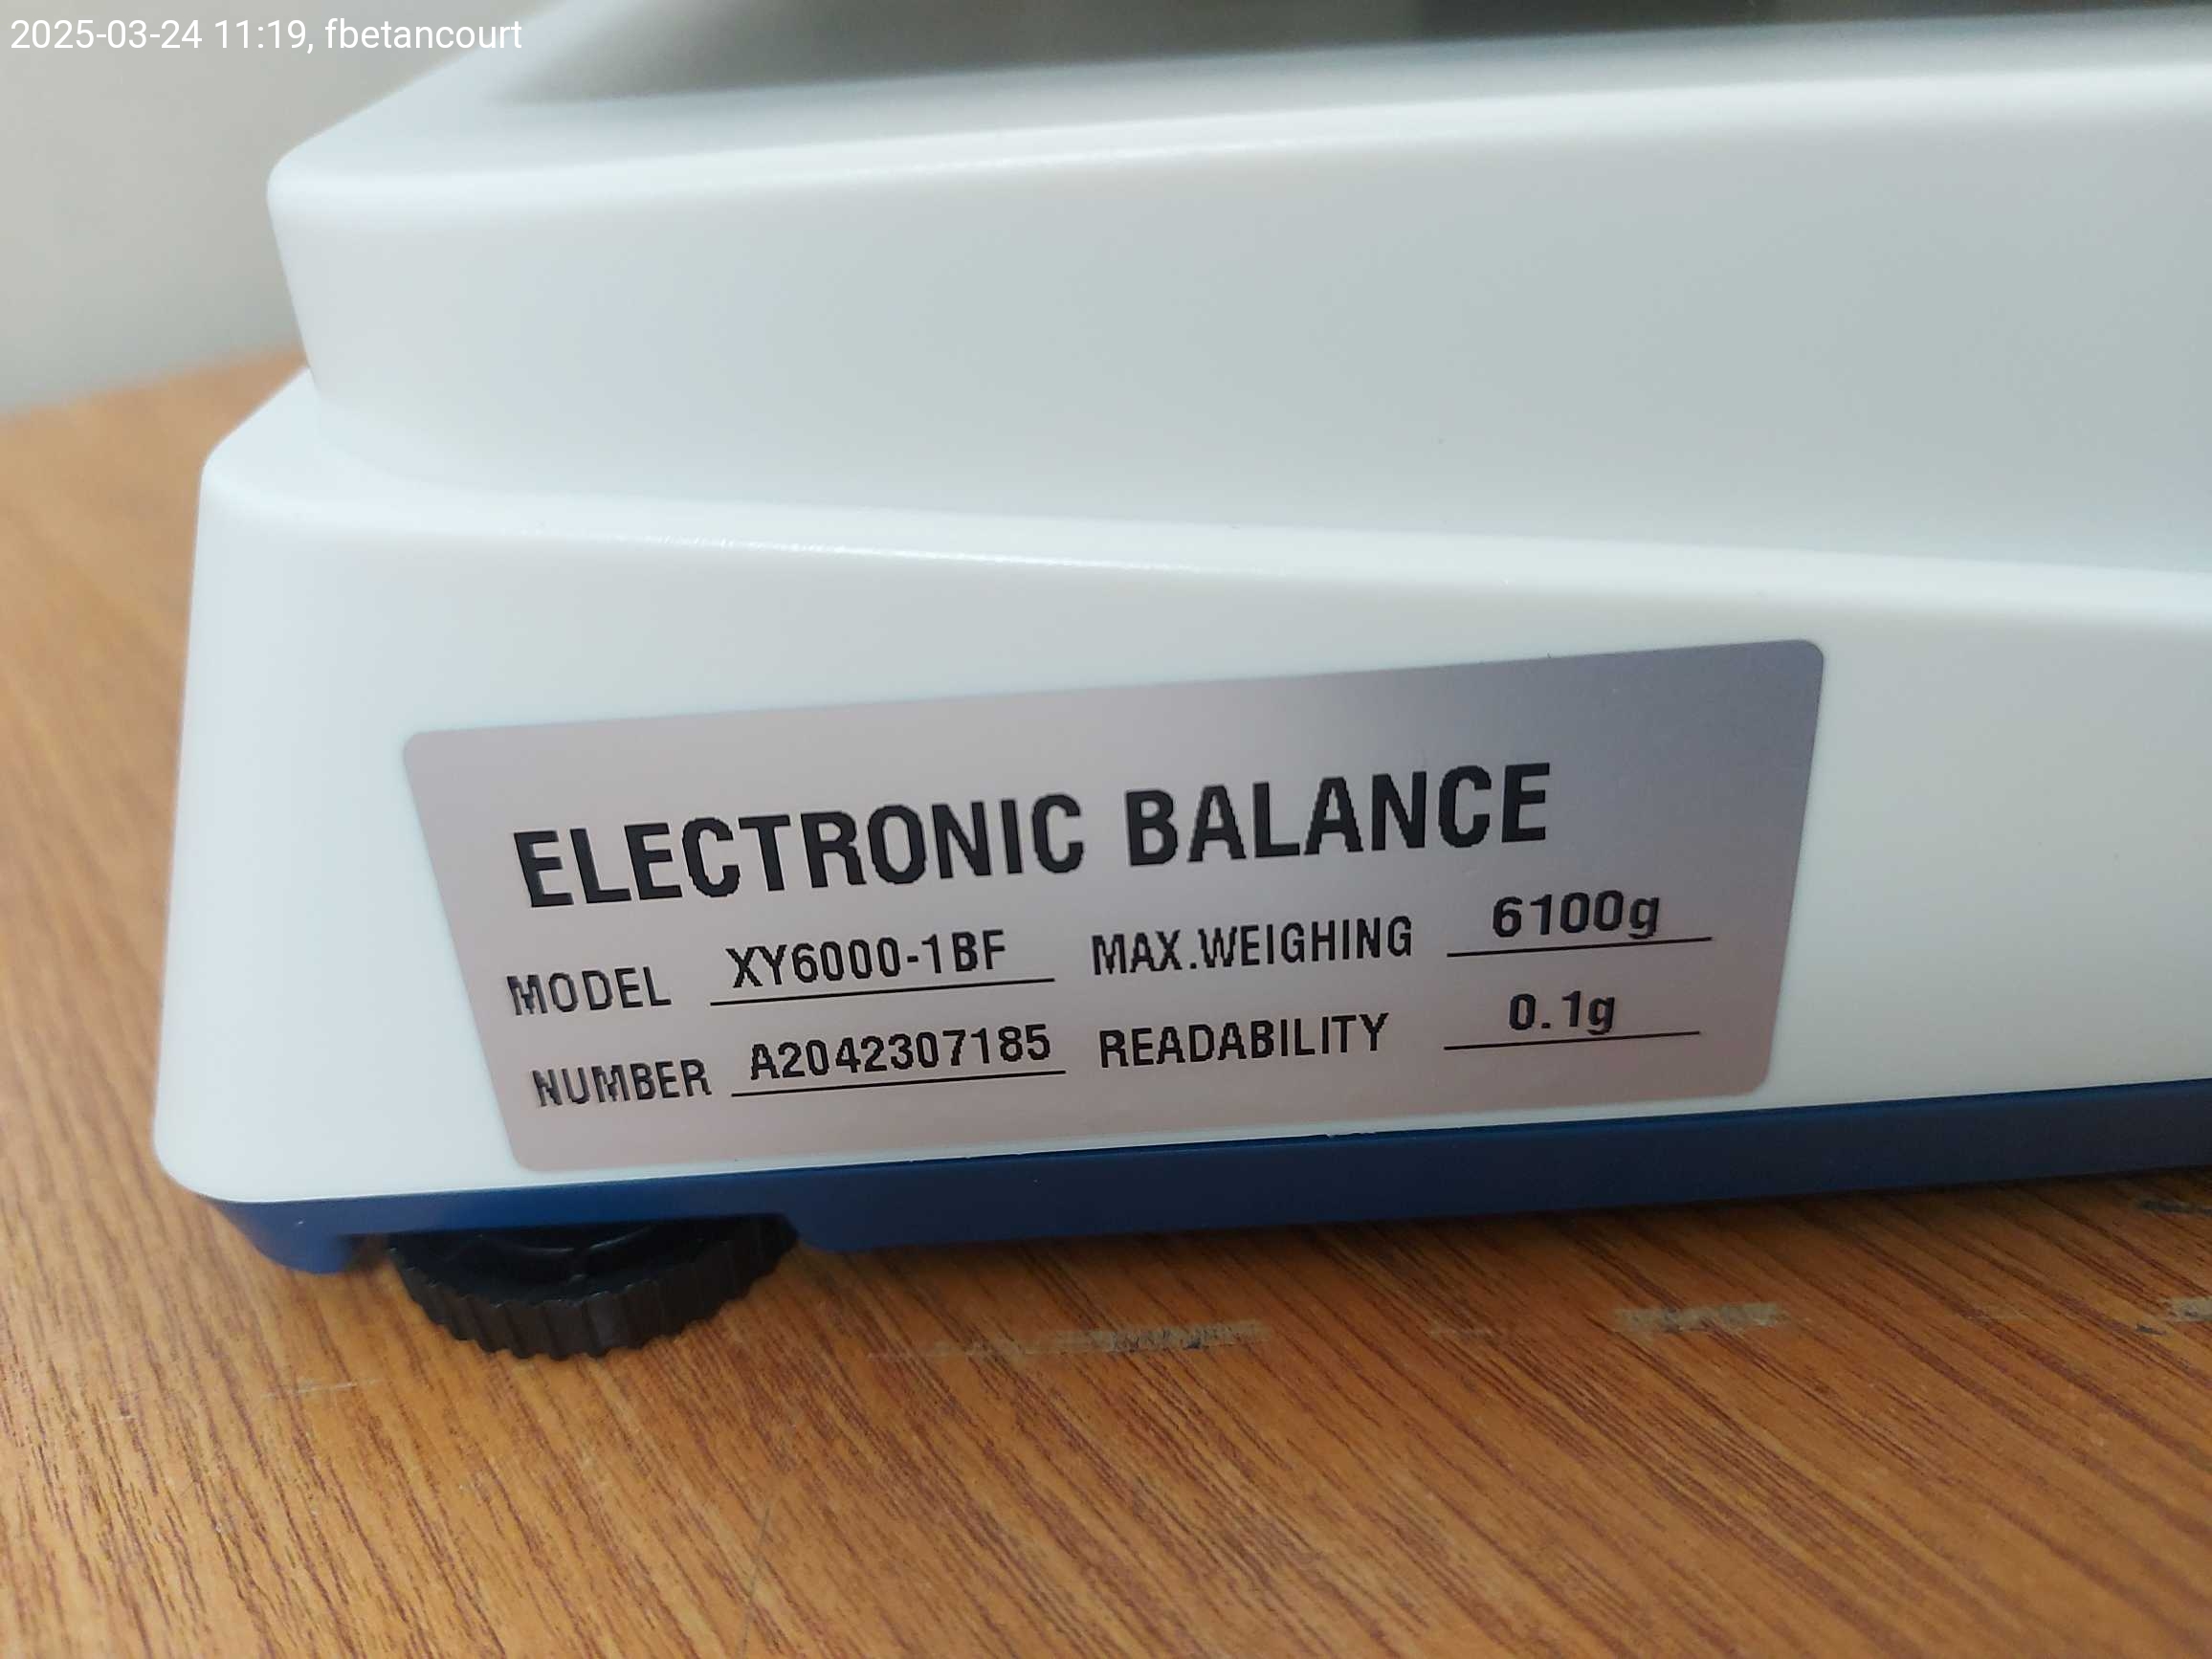 2025-03-24 11:19, fbetancourt
ELECTRONIC BALANCE
MODEL XY6000-1BF MAX.WEIGHING 6100g
NUMBER A2042307185 READABILITY 0.1g